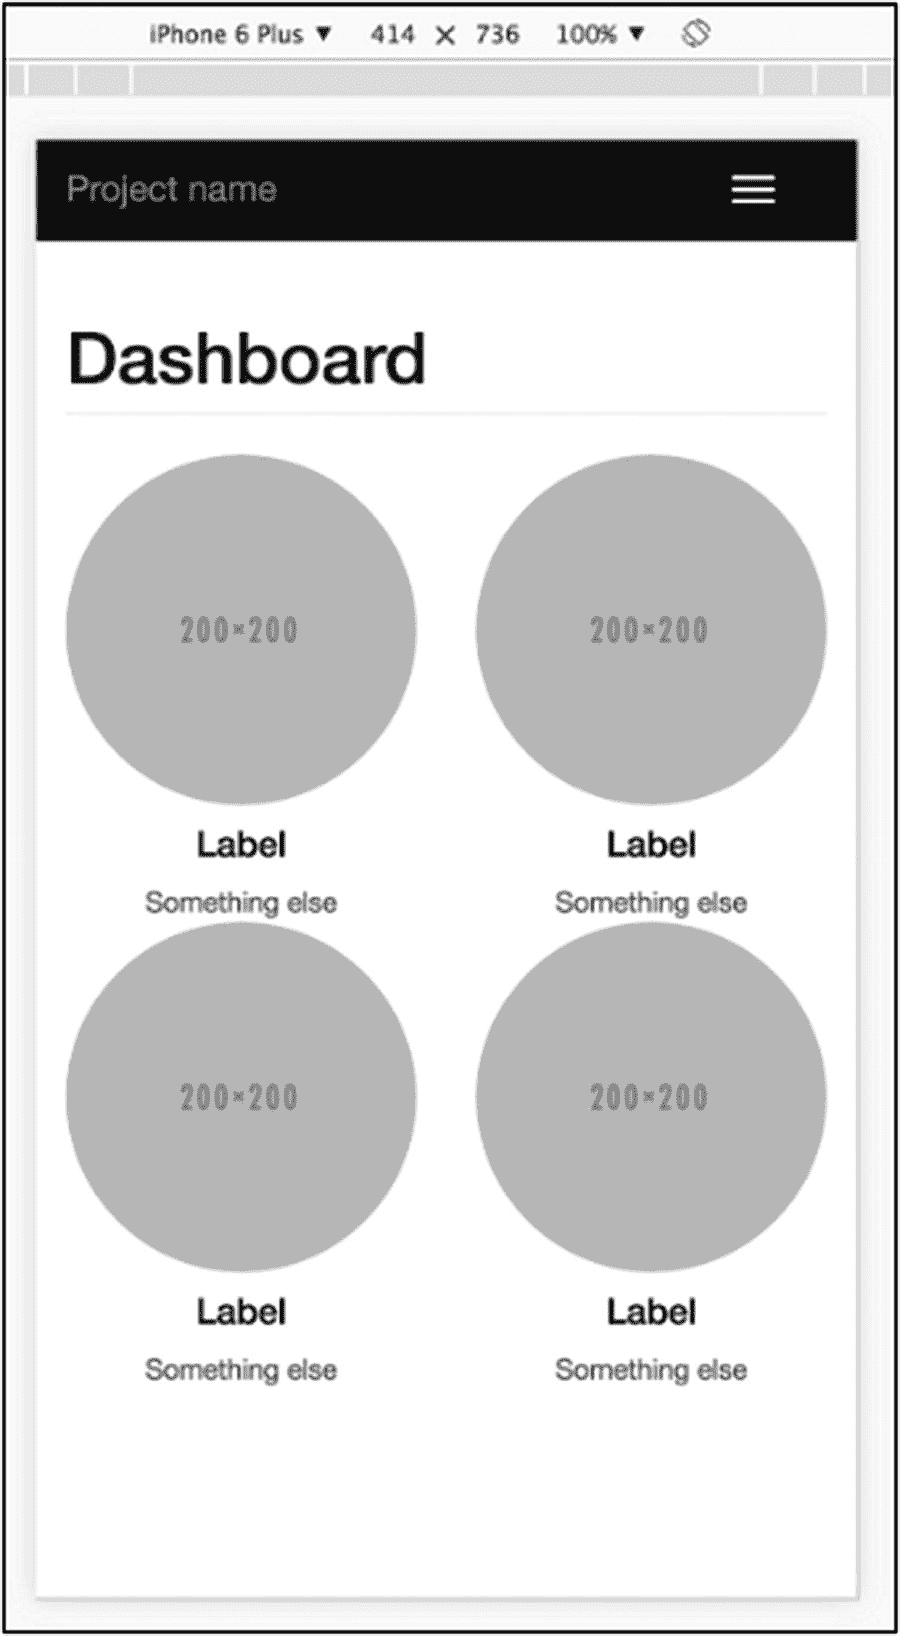 iPhone 6 Plus ▼ 414 × 736 100% ▼
Project name
Dashboard
200×200 200×200
Label Label
Something else Something else
200×200 200×200
Label Label
Something else Something else